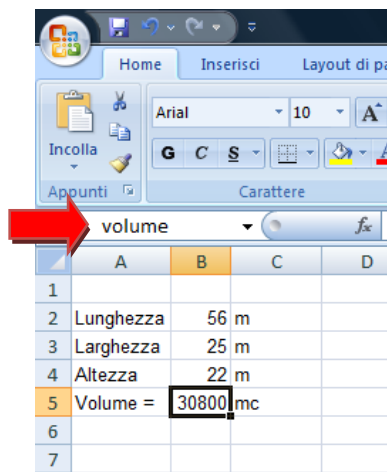 Home Inserisci Layout di pa
Incolla
Arial 10 A
G C S A
Appunti Carattere
volume fx
A B C D
1
2 Lunghezza 56 m
3 Larghezza 25 m
4 Altezza 22 m
5 Volume = 30800 mc
6
7